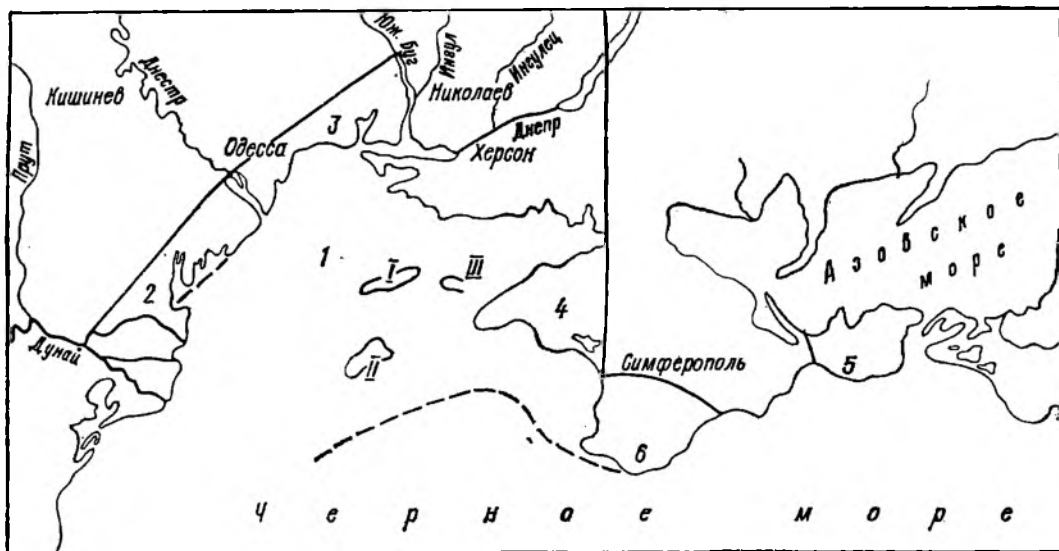 Юж. Буг
Ингул
Ингулец
Днестр
Кишинев
Николаев
Днепр
Прут
Одесса
3
Херсон
Азовское
море
1
I
III
2
4
Дунай
II
Симферополь
5
6
Черное море